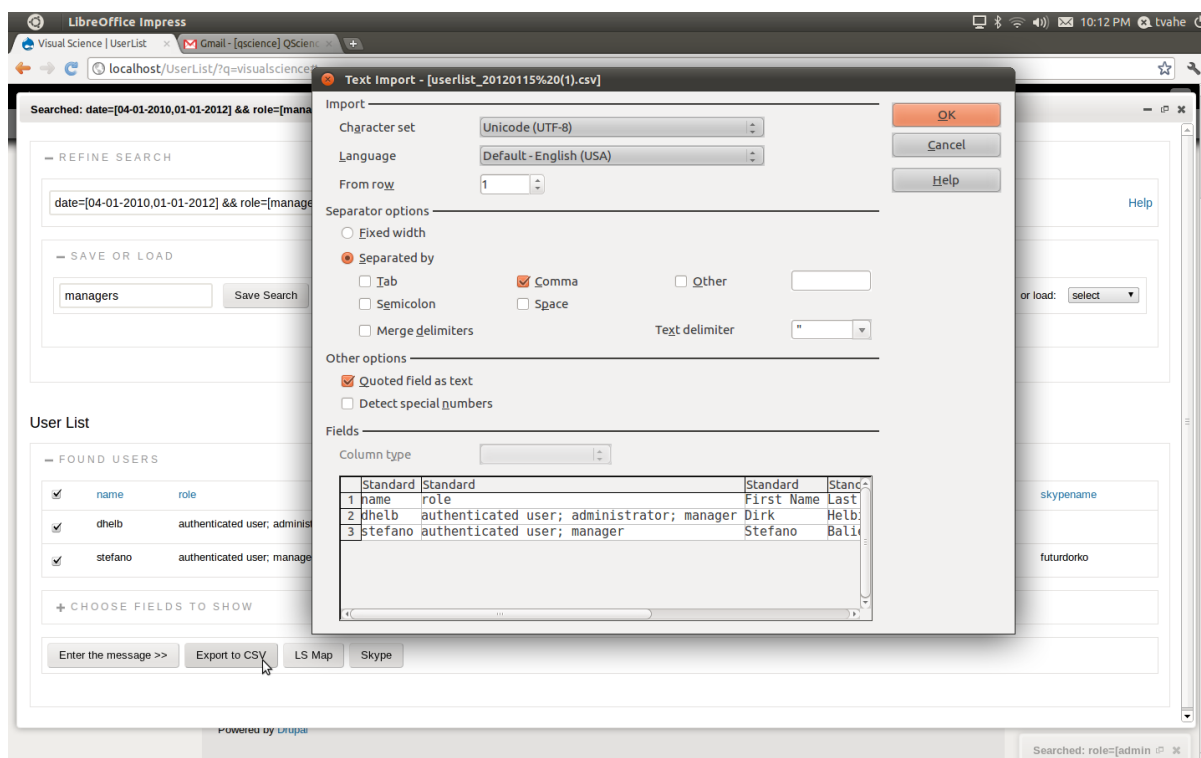 LibreOffice Impress
10:12 PM tvahe
Visual Science | UserList
Gmail - [qscience] QScienc
localhost/UserList/?q=visualscience
Text Import - [userlist_20120115%20(1).csv]
Searched: date=[04-01-2010,01-01-2012] && role=[mana
Import
Character set Unicode (UTF-8)
Language Default - English (USA)
From row 1
OK
Cancel
Help
REFINE SEARCH
date=[04-01-2010,01-01-2012] && role=[manage
Help
Separator options
Fixed width
Separated by
Tab Comma Other
Semicolon Space
Merge delimiters Text delimiter "
SAVE OR LOAD
managers Save Search
or load: select
Other options
Quoted field as text
Detect special numbers
Fields
Column type
Standard Standard Standard Stand
1 name role First Name Last
2 dhelb authenticated user; administrator; manager Dirk Helbi
3 stefano authenticated user; manager Stefano Balie
User List
FOUND USERS
name role skypename
dhelb authenticated user; administ
stefano authenticated user; manage futurdorko
CHOOSE FIELDS TO SHOW
Enter the message >> Export to CSV LS Map Skype
Powered by Drupal
Searched: role=[admin